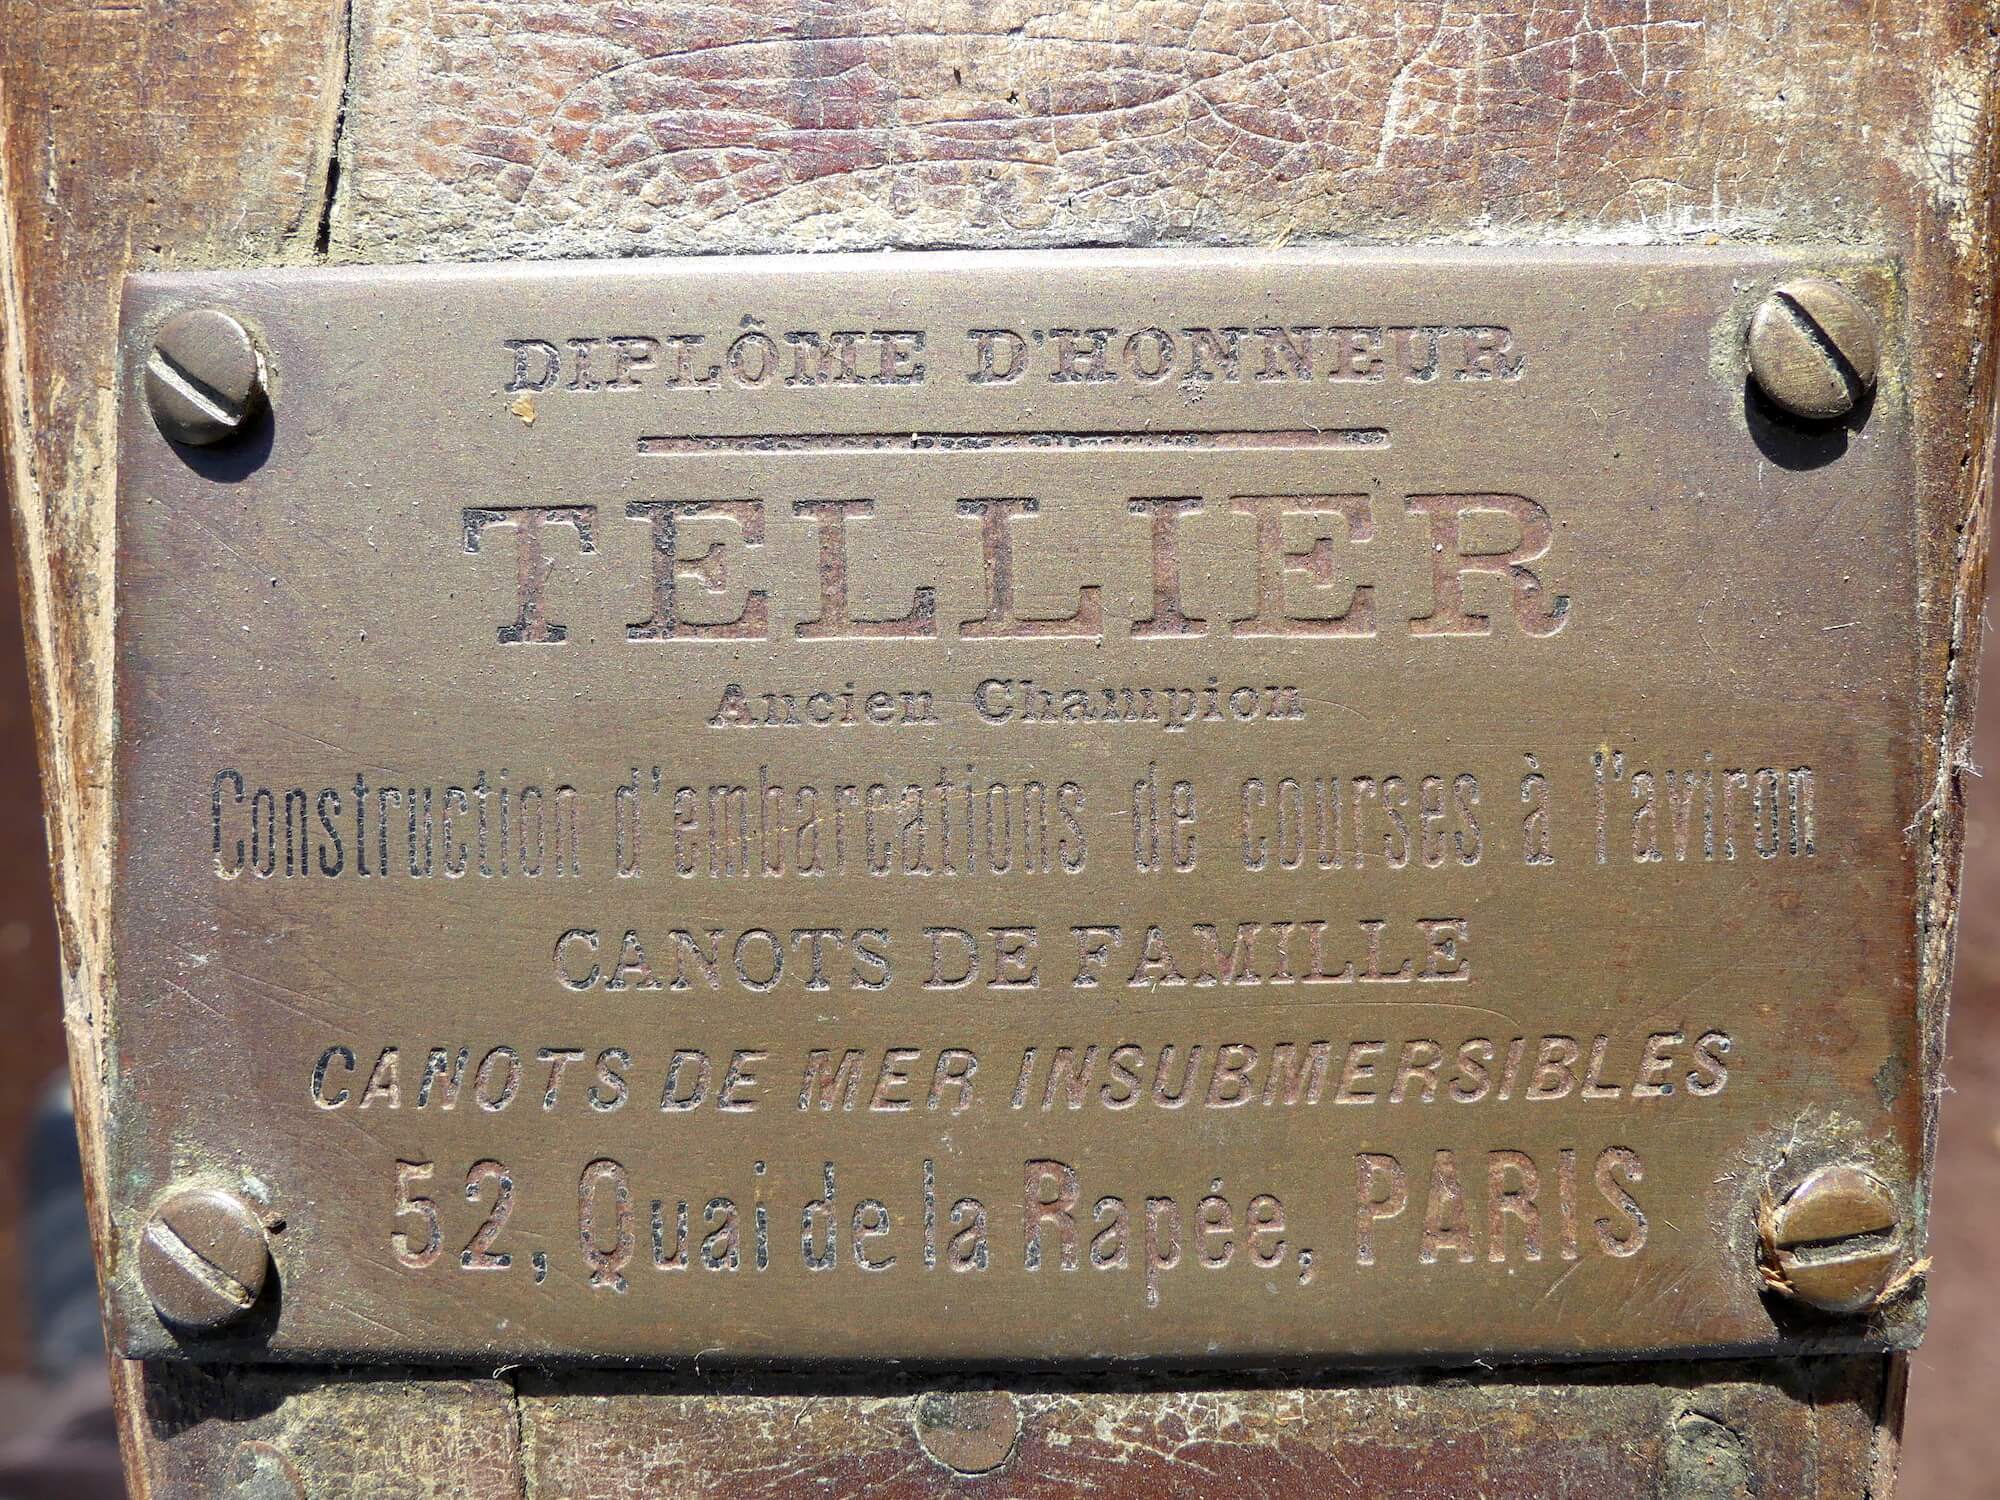 DIPLÔME D'HONNEUR
TELLIER
Ancien Champion
Construction d'embarcations de courses à l'aviron
CANOTS DE FAMILLE
CANOTS DE MER INSUBMERSIBLES
52, Quai de la Rapée, PARIS